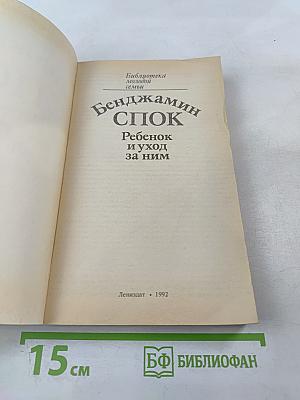 Библиотека
молодой
семьи
Бенджамин
СПОК
Ребенок
и уход
за ним
Лениздат • 1992
15 см
БФ БИБЛИОФАН